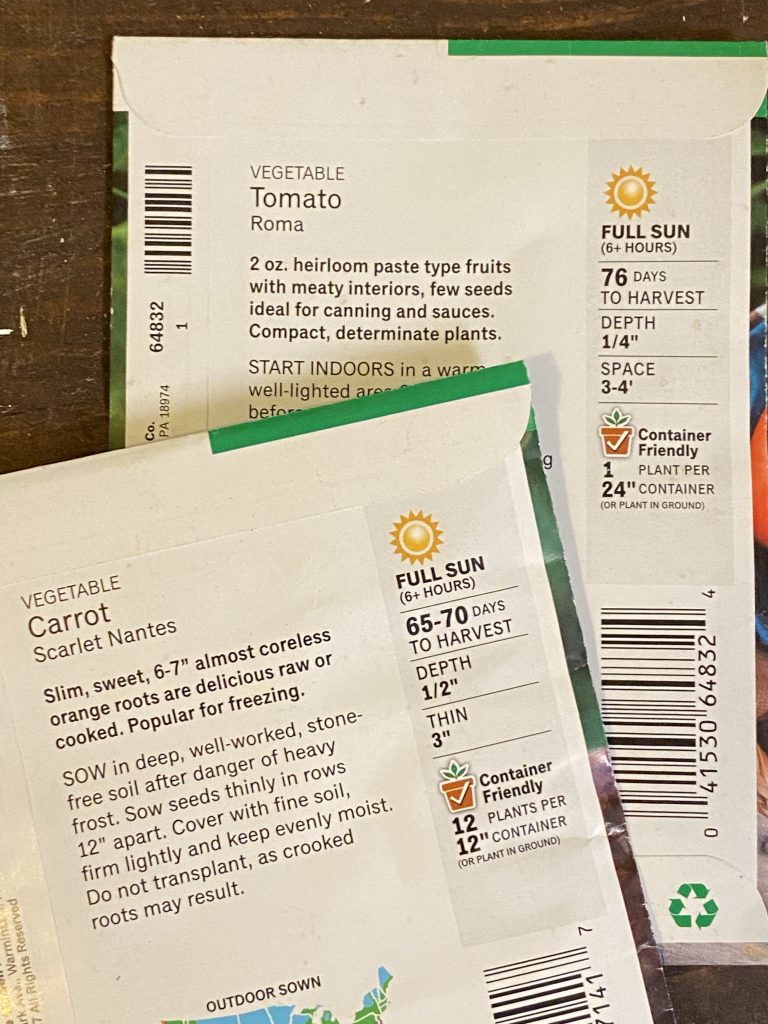 VEGETABLE
Tomato
Roma
2 oz. heirloom paste type fruits
with meaty interiors, few seeds
ideal for canning and sauces.
Compact, determinate plants.
START INDOORS in a warm,
well-lighted area
before
g
64832
1
Co.
PA 18974
FULL SUN
(6+ HOURS)
76 DAYS
TO HARVEST
DEPTH
1/4"
SPACE
3-4'
Container
Friendly
1 PLANT PER
24" CONTAINER
(OR PLANT IN GROUND)
0 41530 64832 4
VEGETABLE
Carrot
Scarlet Nantes
Slim, sweet, 6-7” almost coreless
orange roots are delicious raw or
cooked. Popular for freezing.
SOW in deep, well-worked, stone-
free soil after danger of heavy
frost. Sow seeds thinly in rows
12" apart. Cover with fine soil,
firm lightly and keep evenly moist.
Do not transplant, as crooked
roots may result.
FULL SUN
(6+ HOURS)
65-70 DAYS
TO HARVEST
DEPTH
1/2"
THIN
3"
Container
Friendly
12 PLANTS PER
12" CONTAINER
(OR PLANT IN GROUND)
OUTDOOR SOWN
7141 7
All Rights Reserved